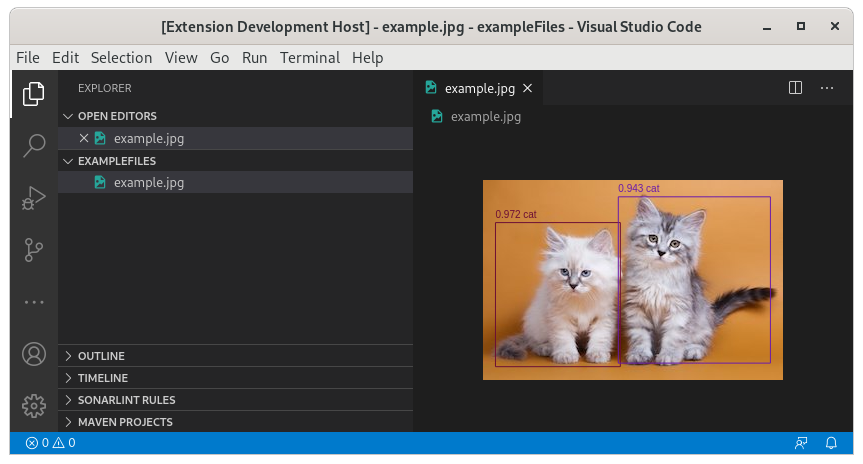 [Extension Development Host] - example.jpg - exampleFiles - Visual Studio Code
File Edit Selection View Go Run Terminal Help
EXPLORER
OPEN EDITORS
example.jpg
EXAMPLEFILES
example.jpg
OUTLINE
TIMELINE
SONARLINT RULES
MAVEN PROJECTS
example.jpg
example.jpg
0.943 cat
0.972 cat
0 0